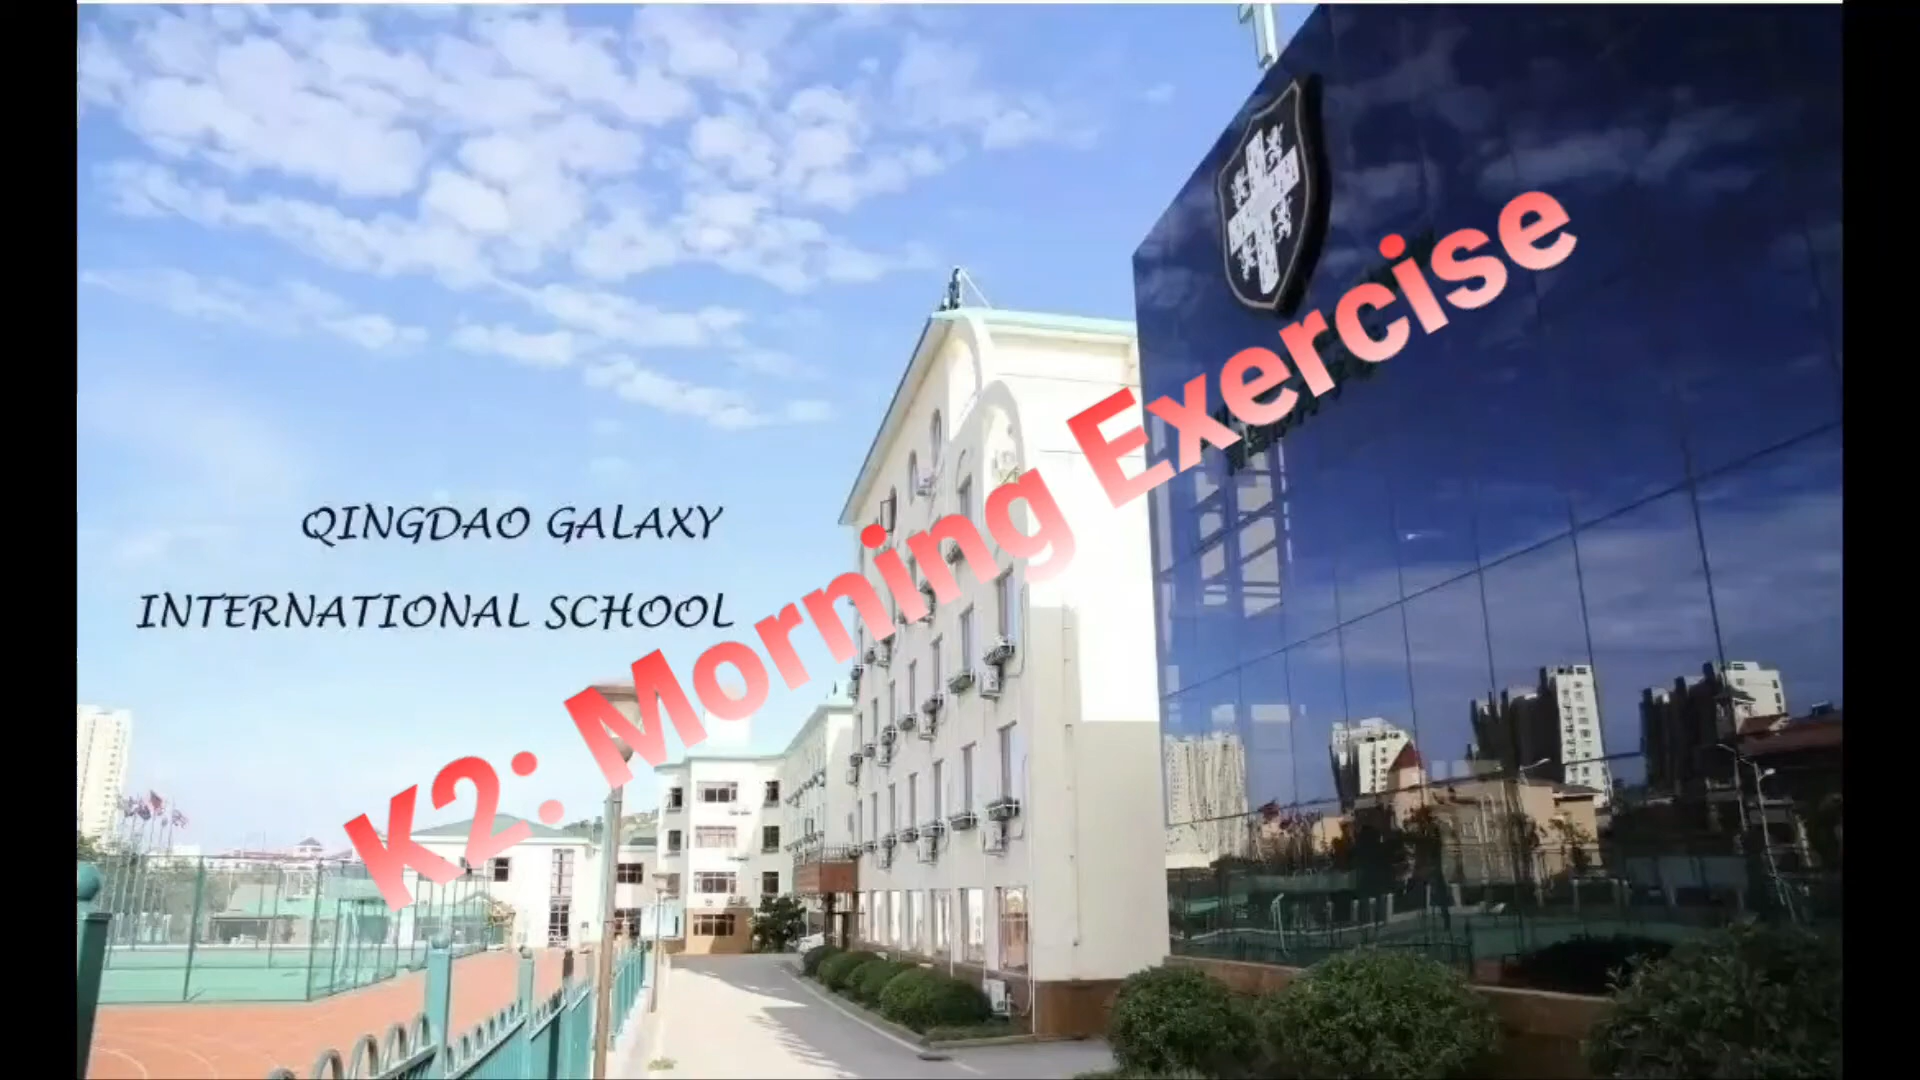 QINGDAO GALAXY
INTERNATIONAL SCHOOL
K2: Morning Exercise